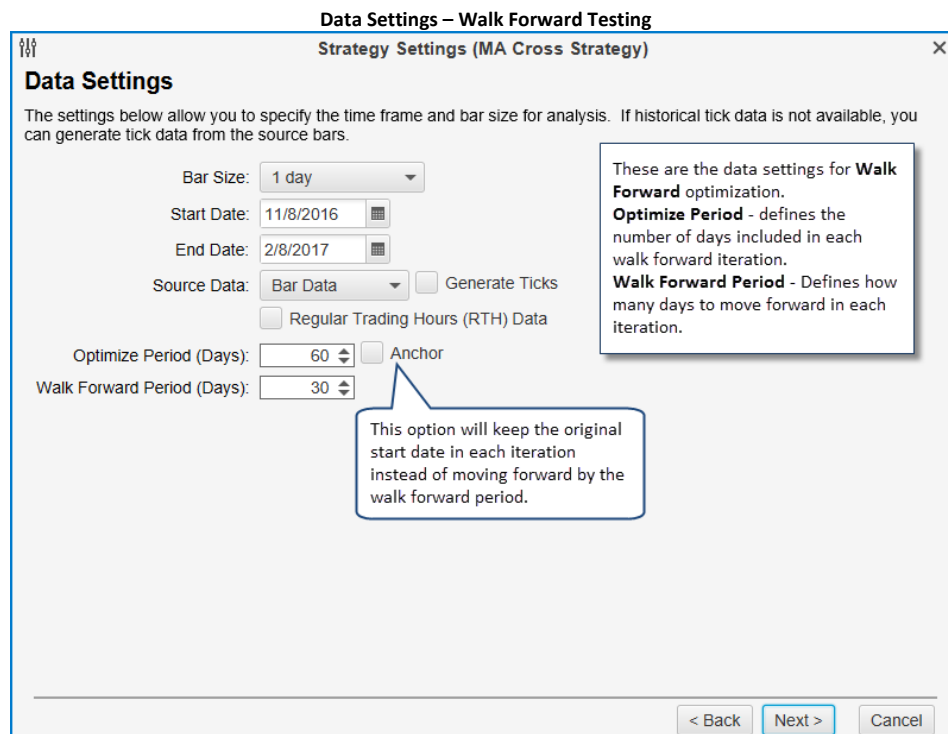 Data Settings – Walk Forward Testing
Strategy Settings (MA Cross Strategy)
Data Settings
The settings below allow you to specify the time frame and bar size for analysis. If historical tick data is not available, you
can generate tick data from the source bars.
Bar Size: 1 day
Start Date: 11/8/2016
End Date: 2/8/2017
Source Data: Bar Data Generate Ticks
Regular Trading Hours (RTH) Data
Optimize Period (Days): 60 Anchor
Walk Forward Period (Days): 30
These are the data settings for Walk
Forward optimization.
Optimize Period - defines the
number of days included in each
walk forward iteration.
Walk Forward Period - Defines how
many days to move forward in each
iteration.
This option will keep the original
start date in each iteration
instead of moving forward by the
walk forward period.
< Back Next > Cancel